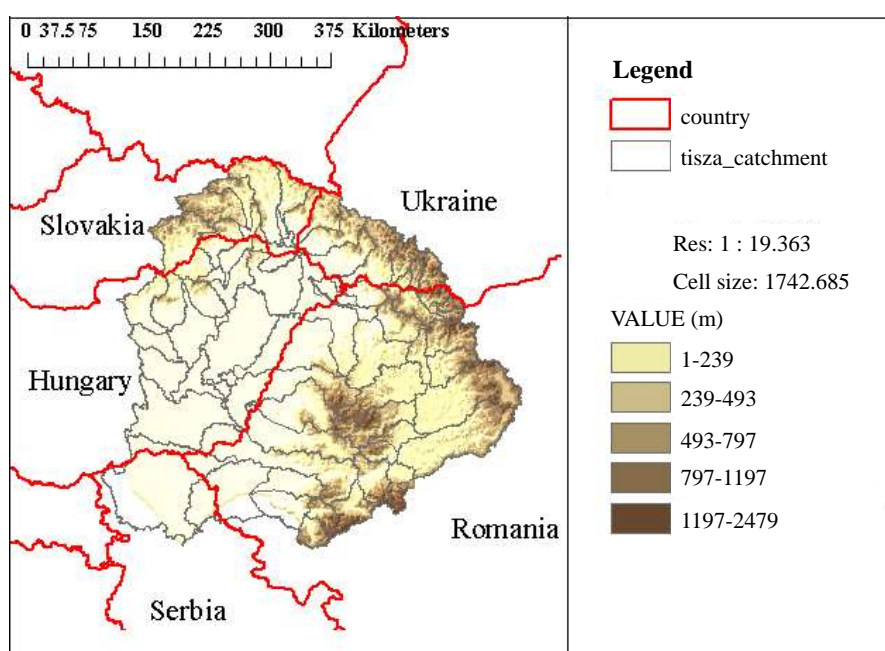 0 37.5 75 150 225 300 375 Kilometers
Legend
country
tisza_catchment
Ukraine
Slovakia
Res: 1 : 19.363
Cell size: 1742.685
VALUE (m)
Hungary
1-239
239-493
493-797
797-1197
1197-2479
Romania
Serbia